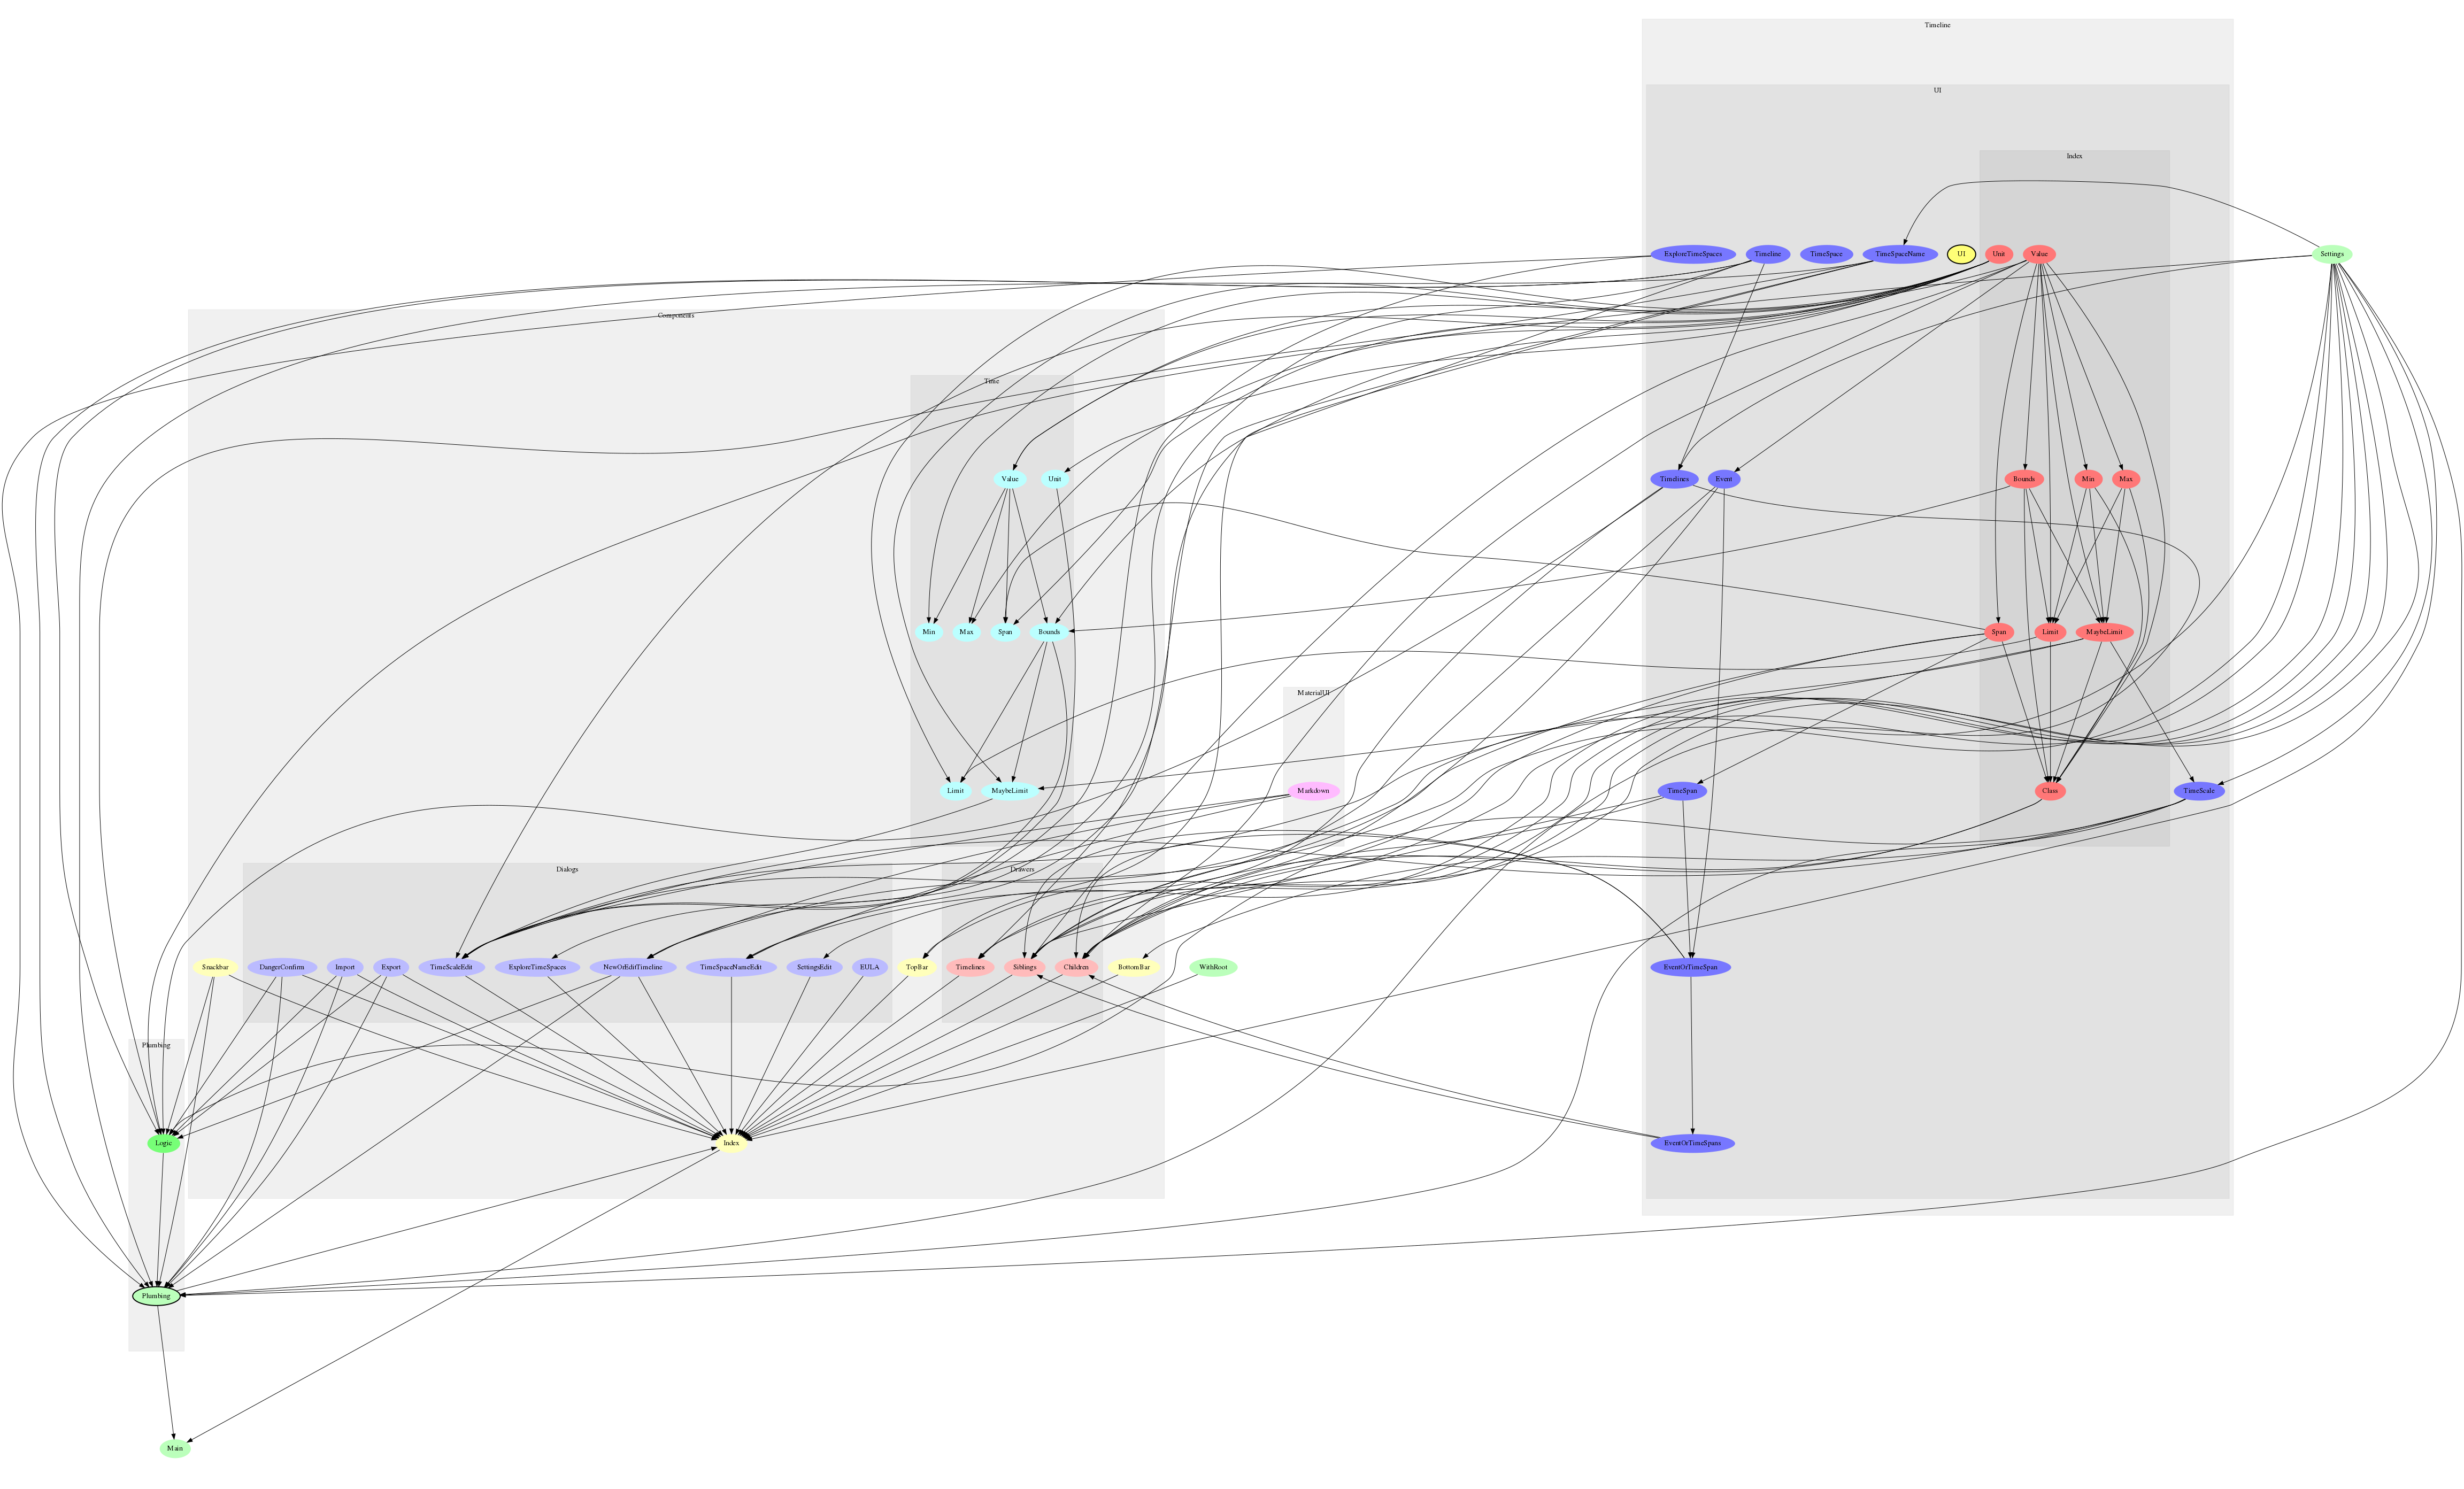 Timeline
UI
Index
ExploreTimeSpaces
Timeline
TimeSpace
TimeSpaceName
UI
Unit
Value
Settings
Components
Time
Value
Unit
Timelines
Event
Bounds
Min
Max
Min
Max
Span
Bounds
Span
Limit
MaybeLimit
MaterialUI
Limit
MaybeLimit
Markdown
TimeSpan
Class
TimeScale
Dialogs
Drawers
Snackbar
DangerConfirm
Import
Export
TimeScaleEdit
ExploreTimeSpaces
NewOrEditTimeline
TimeSpaceNameEdit
SettingsEdit
EULA
TopBar
Timelines
Siblings
Children
BottomBar
WithRoot
EventOrTimeSpan
Plumbing
Logic
Index
EventOrTimeSpans
Plumbing
Main